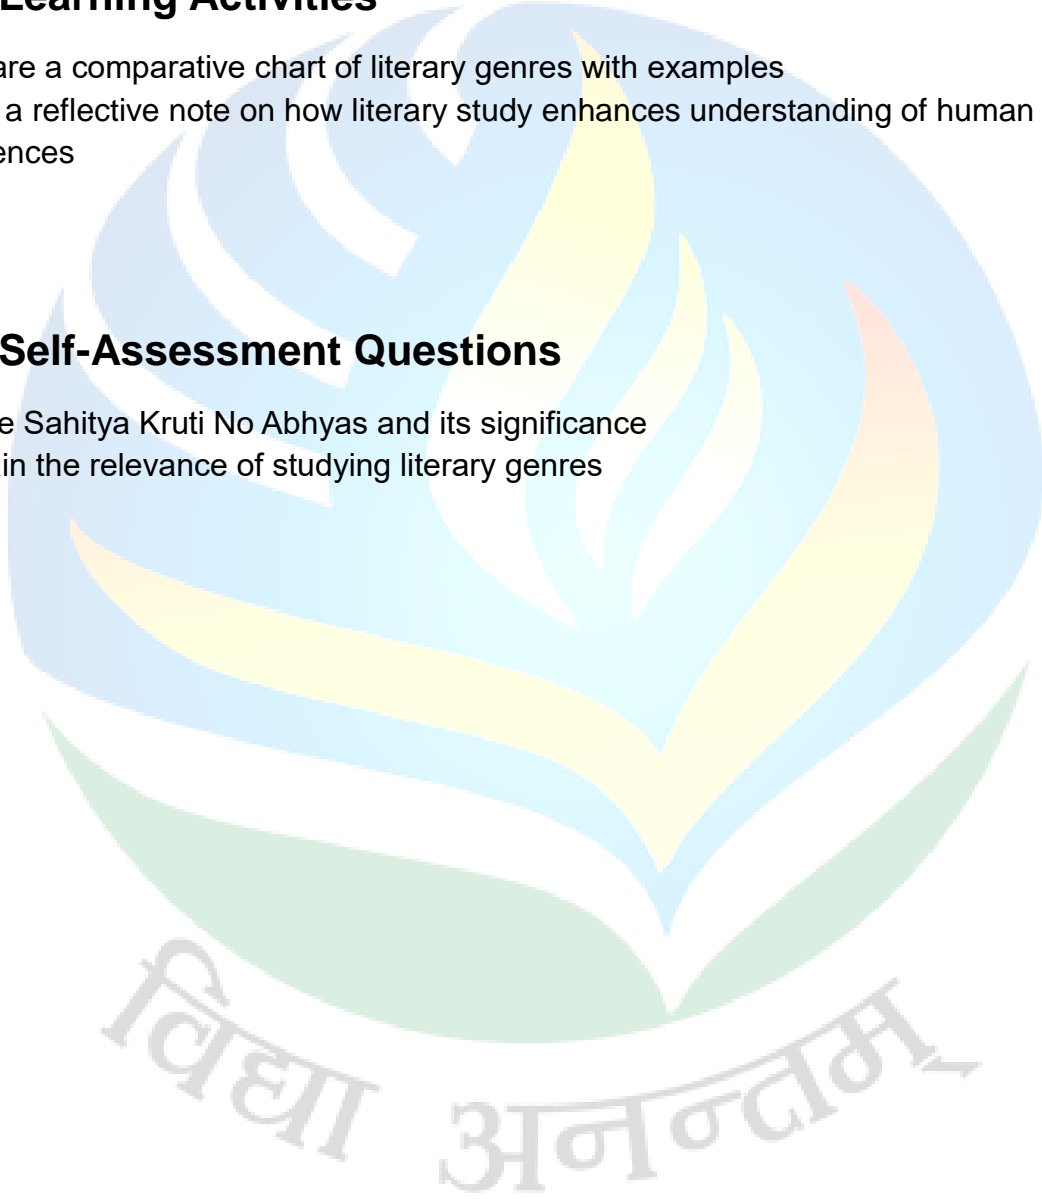 Learning Activities
are a comparative chart of literary genres with examples
a reflective note on how literary study enhances understanding of human
ences
Self-Assessment Questions
e Sahitya Kruti No Abhyas and its significance
in the relevance of studying literary genres
विद्या अनन्तम्